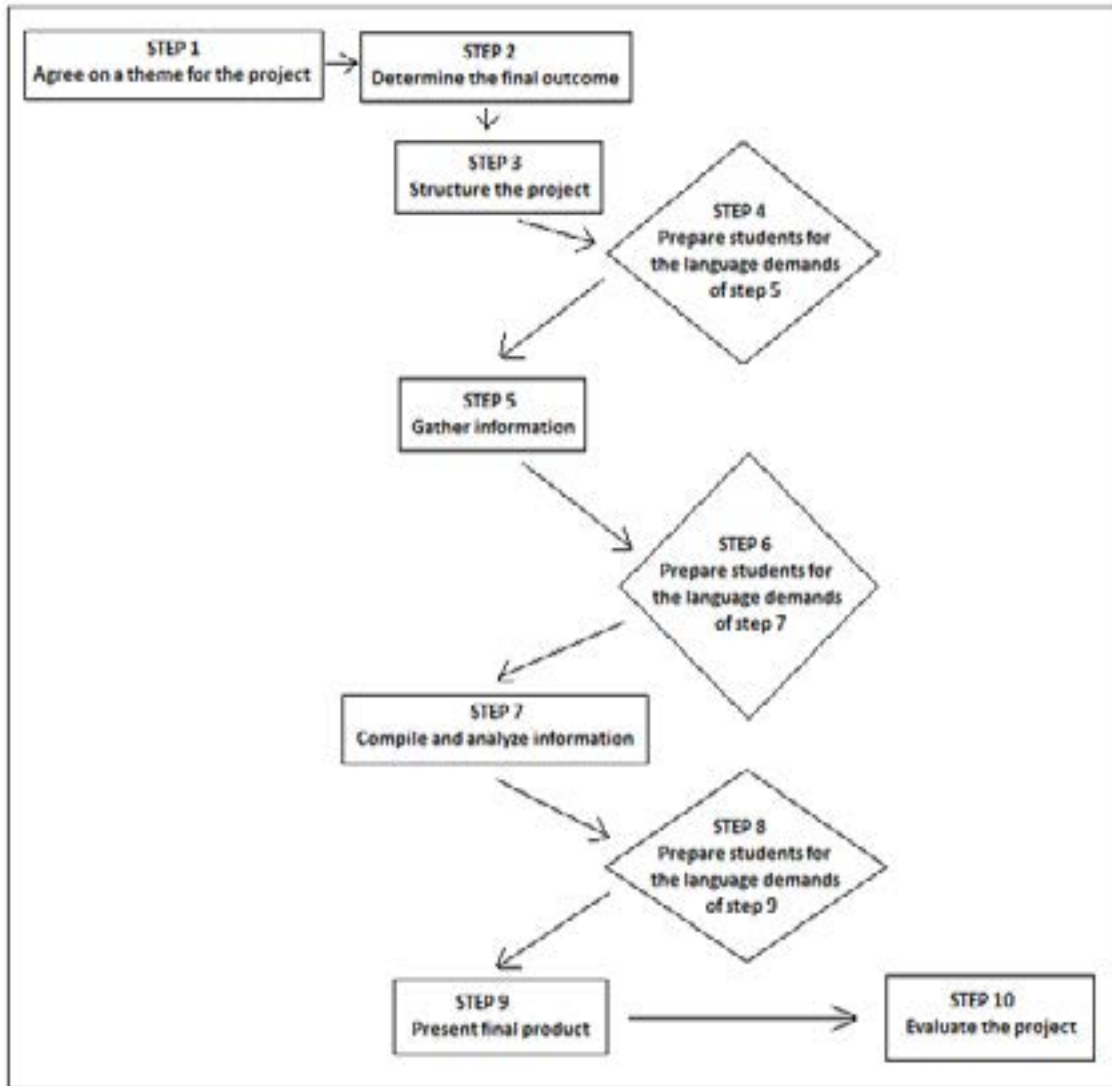 STEP 1
Agree on a theme for the project
STEP 2
Determine the final outcome
STEP 3
Structure the project
STEP 4
Prepare students for
the language demands
of step 5
STEP 5
Gather information
STEP 6
Prepare students for
the language demands
of step 7
STEP 7
Compile and analyze information
STEP 8
Prepare students for
the language demands
of step 9
STEP 9
Present final product
STEP 10
Evaluate the project